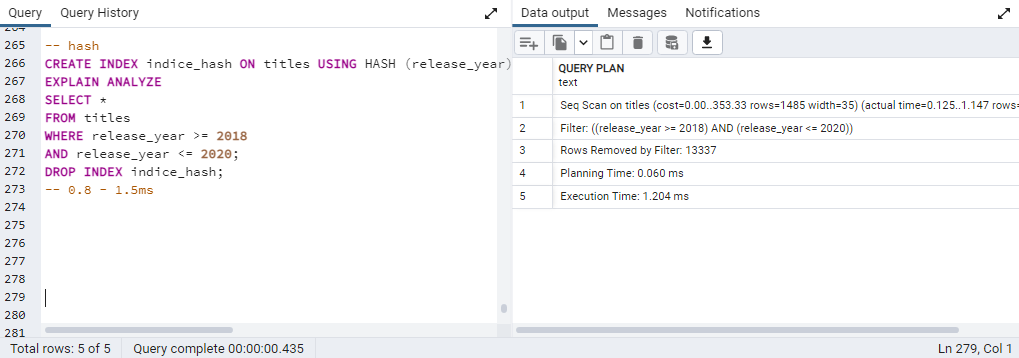 Query
Query History
264
265 -- hash
266 CREATE INDEX indice_hash ON titles USING HASH (release_year)
267 EXPLAIN ANALYZE
268 SELECT *
269 FROM titles
270 WHERE release_year >= 2018
271 AND release_year <= 2020;
272 DROP INDEX indice_hash;
273 -- 0.8 - 1.5ms
274
275
276
277
278
279
280
281
Data output
Messages
Notifications
QUERY PLAN
text
1 Seq Scan on titles (cost=0.00..353.33 rows=1485 width=35) (actual time=0.125..1.147 rows=
2 Filter: ((release_year >= 2018) AND (release_year <= 2020))
3 Rows Removed by Filter: 13337
4 Planning Time: 0.060 ms
5 Execution Time: 1.204 ms
Total rows: 5 of 5
Query complete 00:00:00.435
Ln 279, Col 1